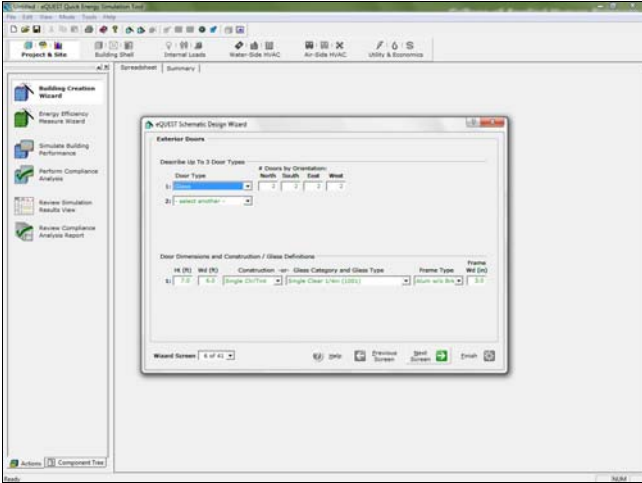 Untitled - eQUEST Quick Energy Simulation Tool
File Edit View Mode Tools Help
Project & Site Building Shell Internal Loads Water-Side HVAC Air-Side HVAC Utility & Economics
Spreadsheet Summary
Building Creation
Wizard
Energy Efficiency
Measure Wizard
Simulate Building
Performance
Perform Compliance
Analysis
Review Simulation
Results View
Review Compliance
Analysis Report
eQUEST Schematic Design Wizard
Exterior Doors
Describe Up To 3 Door Types
# Doors by Orientation:
Door Type North South East West
1: Glass 2 2 2 2
2: - select another -
Door Dimensions and Construction / Glass Definitions
Frame
Ht (ft) Wd (ft) Construction -or- Glass Category and Glass Type Frame Type Wd (in)
1: 7.0 6.0 Single Clr/Tint Single Clear 1/4in (1001) Alum w/o Brk 3.0
Wizard Screen 6 of 41 Help Previous Screen Next Screen Finish
Actions Component Tree
Ready NUM